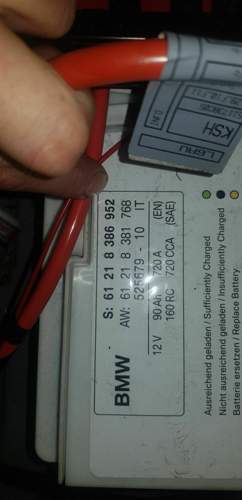 BMW
S: 61 21 8 386 952
AW: 61 21 8 381 768
525679 - 10 IT
12 V 90 Ah 720 A (EN)
160 RC 720 CCA (SAE)
Ausreichend geladen / Sufficiently Charged
Nicht ausreichend geladen / Insufficiently Charged
Batterie ersetzen / Replace Battery
KSH